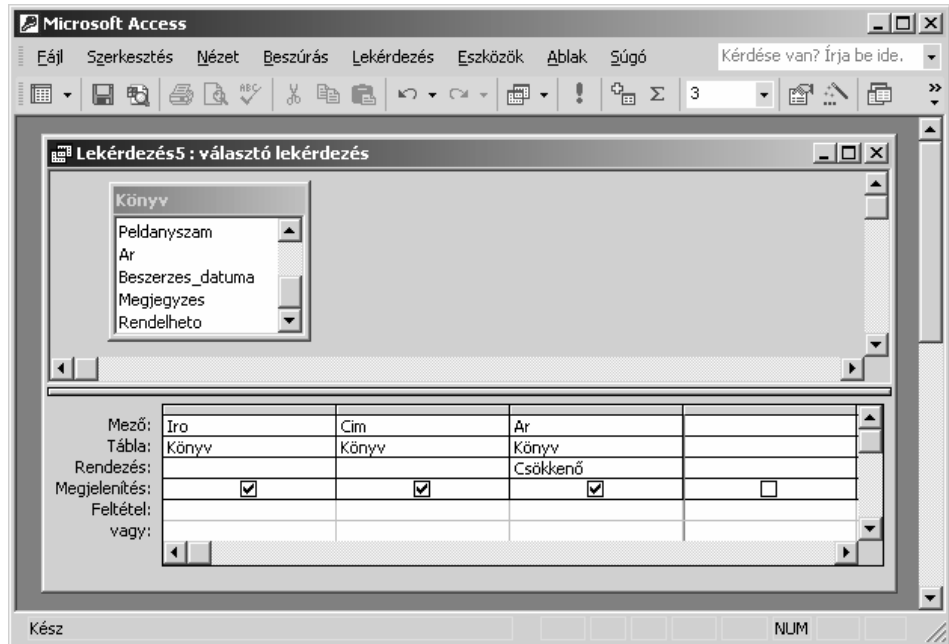 Microsoft Access
Fájl Szerkesztés Nézet Beszúrás Lekérdezés Eszközök Ablak Súgó Kérdése van? Írja be ide.
ABC 3
Lekérdezés5 : választó lekérdezés
Könyv
Peldanyszam
Ar
Beszerzes_datuma
Megjegyzes
Rendelheto
Mező: Iro Cim Ar
Tábla: Könyv Könyv Könyv
Rendezés: Csökkenő
Megjelenítés:
Feltétel:
vagy:
Kész NUM